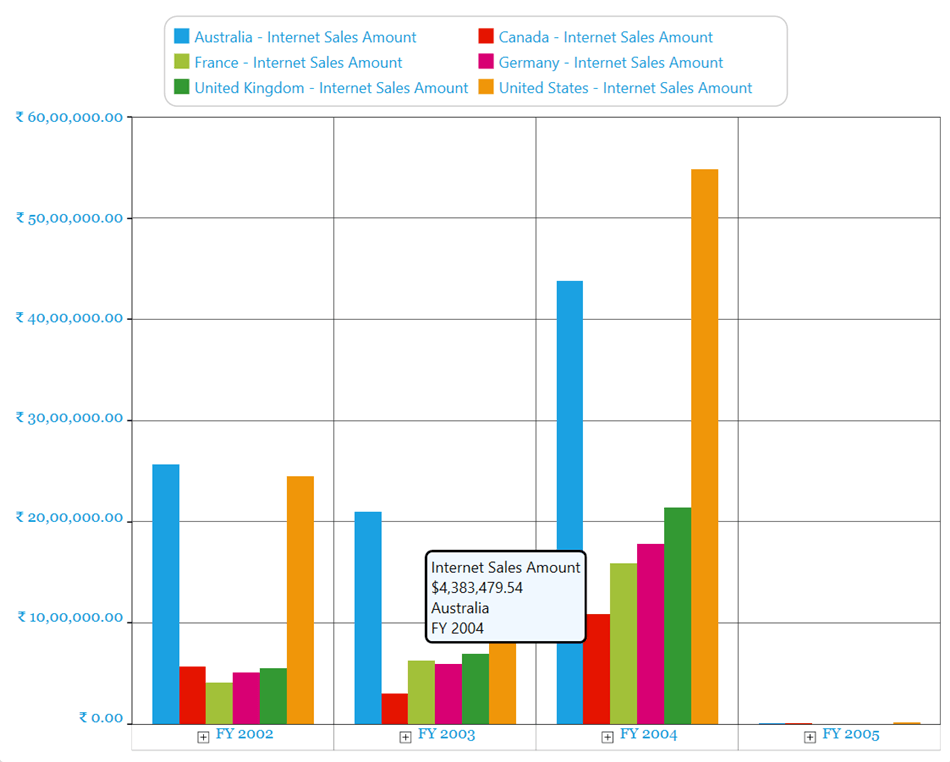 Australia - Internet Sales Amount
Canada - Internet Sales Amount
France - Internet Sales Amount
Germany - Internet Sales Amount
United Kingdom - Internet Sales Amount
United States - Internet Sales Amount
₹ 60,00,000.00
₹ 50,00,000.00
₹ 40,00,000.00
₹ 30,00,000.00
₹ 20,00,000.00
₹ 10,00,000.00
₹ 0.00
Internet Sales Amount
$4,383,479.54
Australia
FY 2004
FY 2002
FY 2003
FY 2004
FY 2005